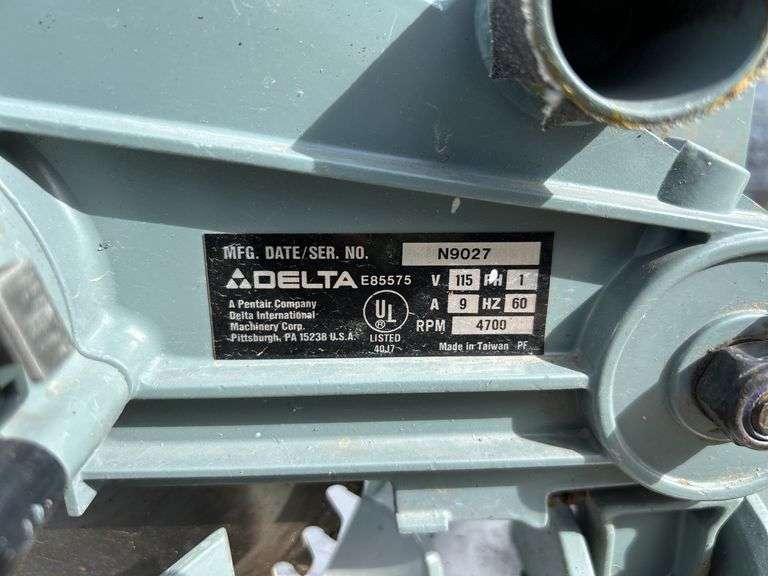 MFG. DATE/SER. NO. N9027
DELTA E85575 V 115 PH 1
A 9 HZ 60
A Pentair Company
Delta International
Machinery Corp.
Pittsburgh, PA 15238 U.S.A.
UL
LISTED
40J7
RPM 4700
Made in Taiwan PF